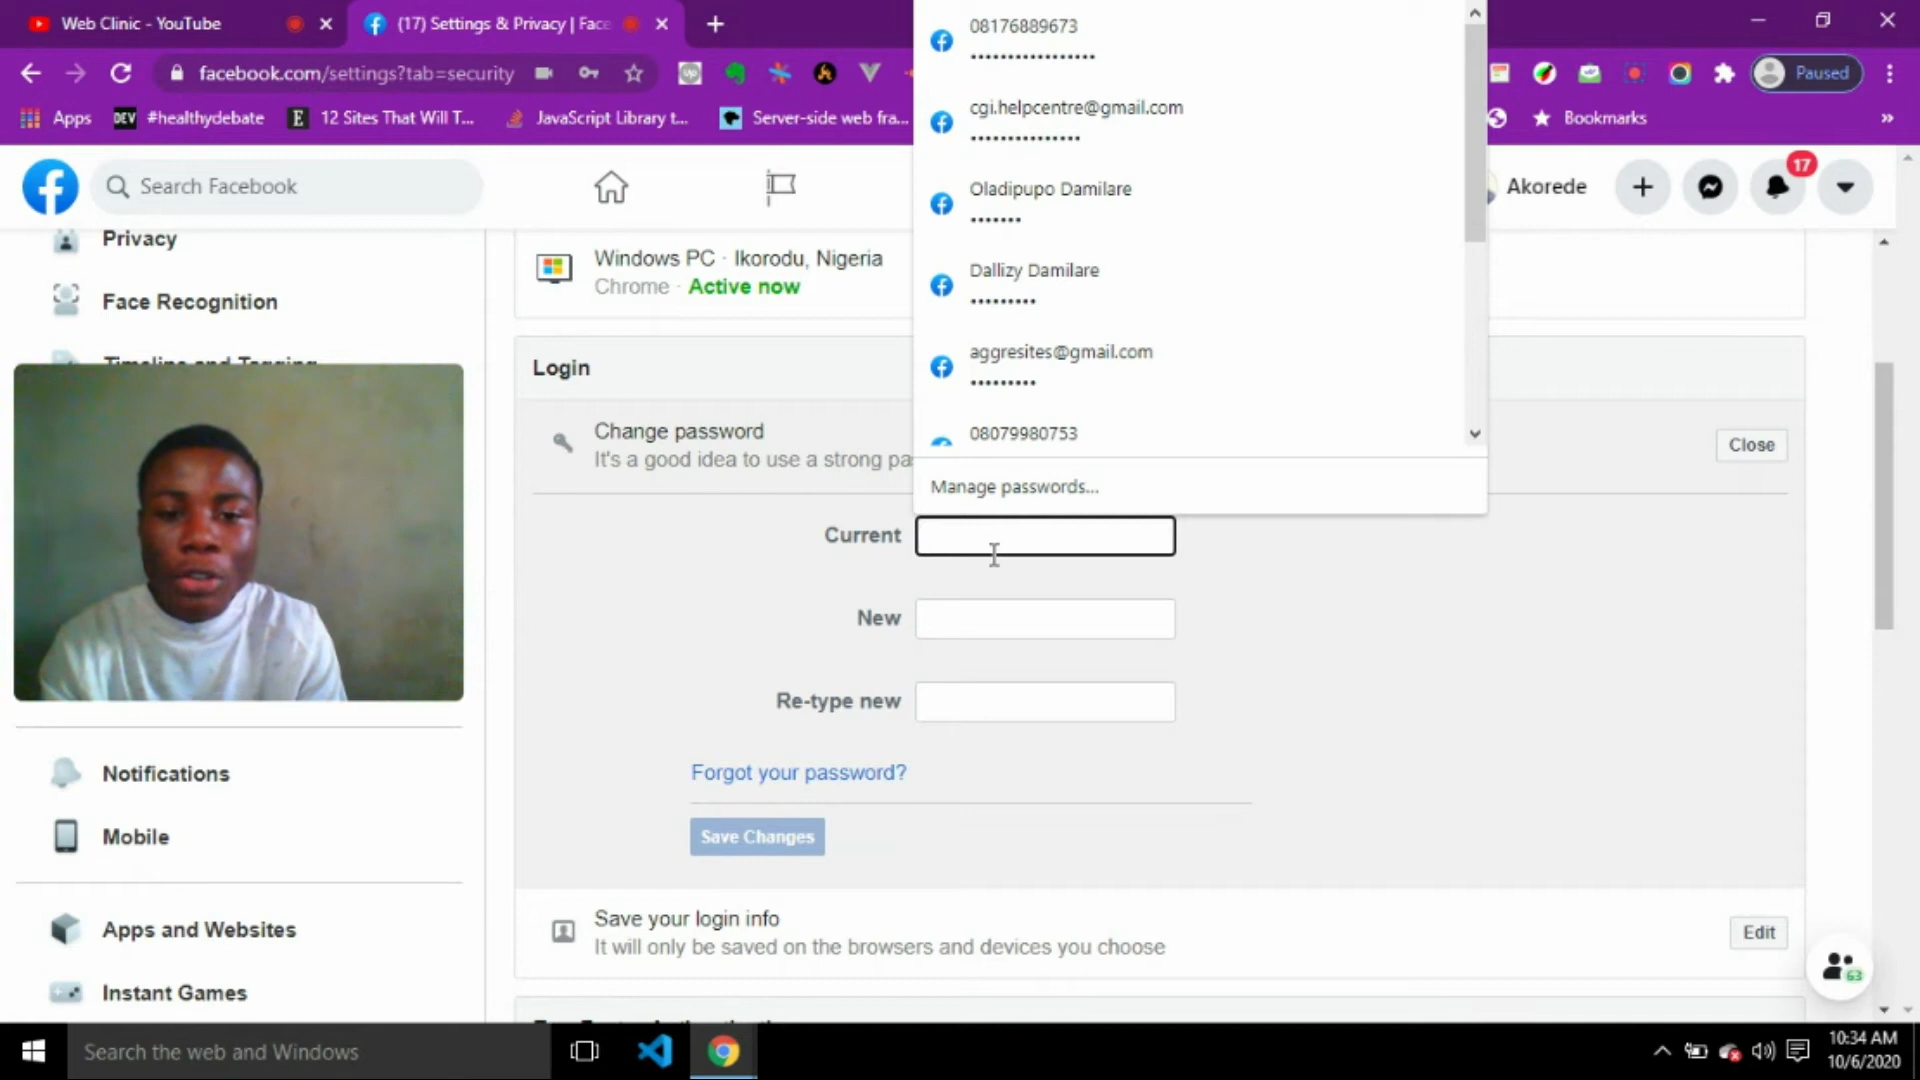 Web Clinic - YouTube
(17) Settings & Privacy | Face
facebook.com/settings?tab=security
Paused
Apps
DEV #healthydebate
E 12 Sites That Will T...
JavaScript Library t...
Server-side web fra...
Bookmarks
»
Search Facebook
Akorede
17
08176889673
•••••••••••••••••
cgi.helpcentre@gmail.com
•••••••••••••••
Oladipupo Damilare
•••••••
Dallizy Damilare
•••••••••
aggresites@gmail.com
•••••••••
08079980753
Manage passwords...
Privacy
Face Recognition
Timeline and Tagging
Notifications
Mobile
Apps and Websites
Instant Games
Windows PC · Ikorodu, Nigeria
Chrome · Active now
Login
Change password
It's a good idea to use a strong pa
Close
Current
New
Re-type new
Forgot your password?
Save Changes
Save your login info
It will only be saved on the browsers and devices you choose
Edit
63
Search the web and Windows
10:34 AM
10/6/2020